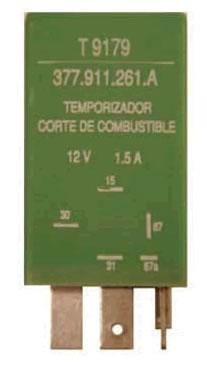 T 9179
377.911.261.A
TEMPORIZADOR
CORTE DE COMBUSTIBLE
12 V 1.5 A
15
30
87
31 87a